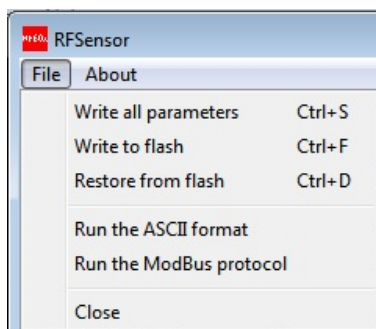 RFSensor
File About
Write all parameters Ctrl+S
Write to flash Ctrl+F
Restore from flash Ctrl+D
Run the ASCII format
Run the ModBus protocol
Close